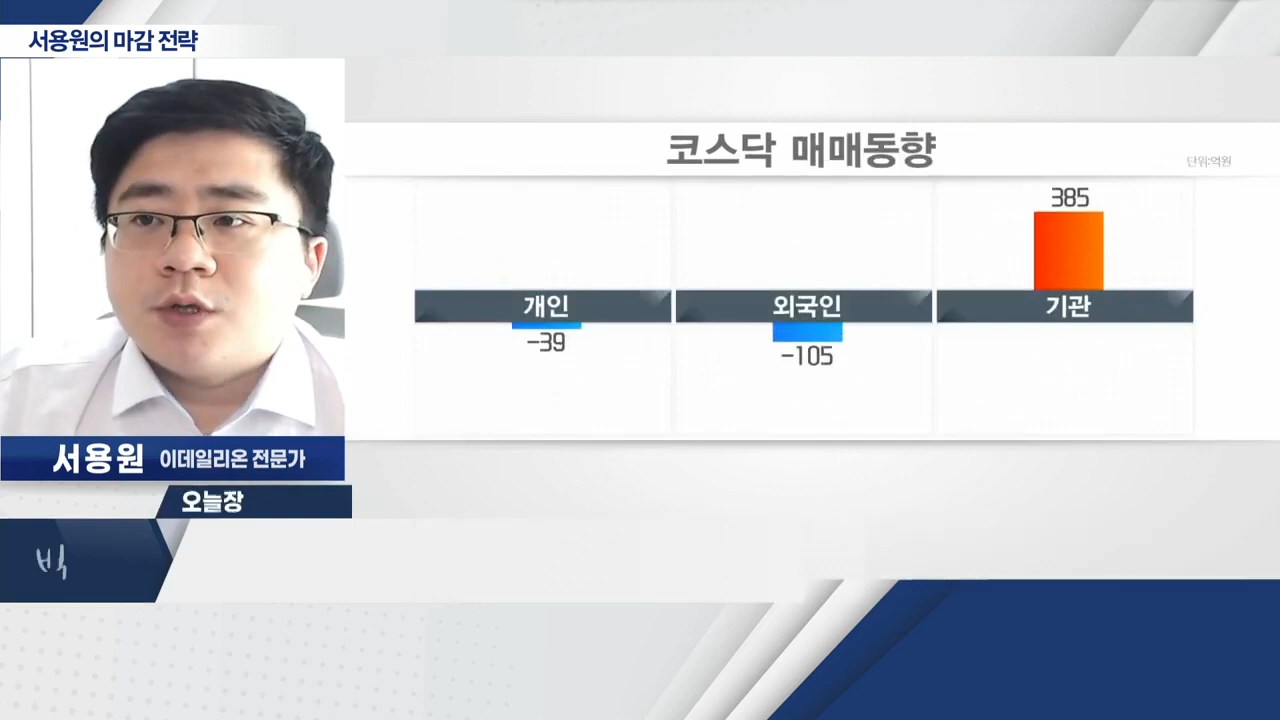 서용원의 마감 전략
코스닥 매매동향
단위:억원
385
개인
외국인
기관
-39
-105
서용원 이데일리온 전문가
오늘장
빅